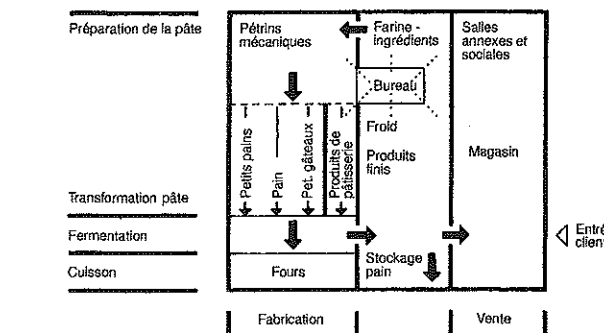 Préparation de la pâte
Pétrins
mécaniques
Farine -
ingrédients
Salles
annexes et
sociales
Bureau
Froid
Produits
finis
Magasin
Petits pains
Pain
Pet. gâteaux
Produits de
pâtisserie
Transformation pâte
Fermentation
Entré
client
Cuisson
Fours
Stockage
pain
Fabrication
Vente